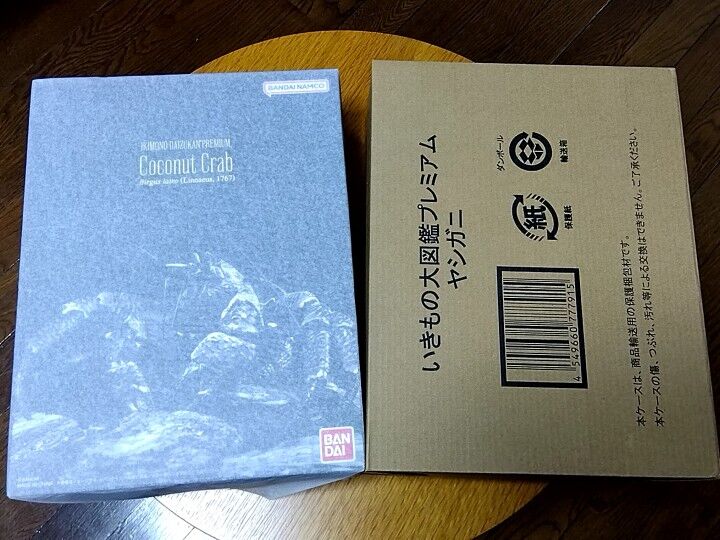 BANDAI NAMCO
IKIMONO DAIZUKAN PREMIUM
Coconut Crab
Birgus latro (Linnaeus, 1767)
BAN
DAI
いきもの大図鑑プレミアム
ヤシガニ
ダンボール
輸送箱
紙
保護紙
4 549660 777915
本ケースは、商品輸送用の保護梱包材です。
本ケースの傷、つぶれ、汚れ等による交換はできません。ご了承ください。